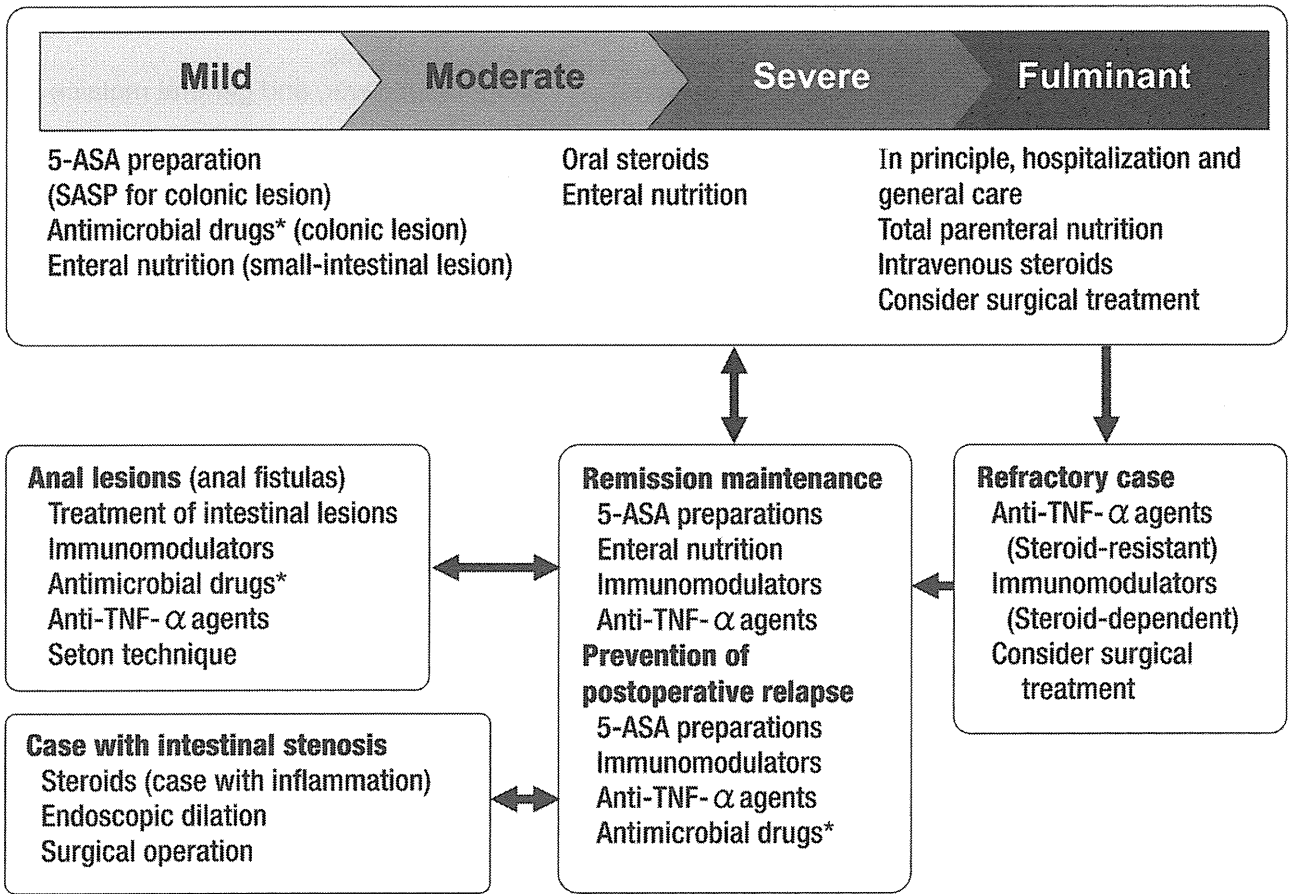 Mild
Moderate
Severe
Fulminant
5-ASA preparation
(SASP for colonic lesion)
Antimicrobial drugs* (colonic lesion)
Enteral nutrition (small-intestinal lesion)
Oral steroids
Enteral nutrition
In principle, hospitalization and
general care
Total parenteral nutrition
Intravenous steroids
Consider surgical treatment
Anal lesions (anal fistulas)
Treatment of intestinal lesions
Immunomodulators
Antimicrobial drugs*
Anti-TNF-α agents
Seton technique
Case with intestinal stenosis
Steroids (case with inflammation)
Endoscopic dilation
Surgical operation
Remission maintenance
5-ASA preparations
Enteral nutrition
Immunomodulators
Anti-TNF-α agents
Prevention of
postoperative relapse
5-ASA preparations
Immunomodulators
Anti-TNF-α agents
Antimicrobial drugs*
Refractory case
Anti-TNF-α agents
(Steroid-resistant)
Immunomodulators
(Steroid-dependent)
Consider surgical
treatment